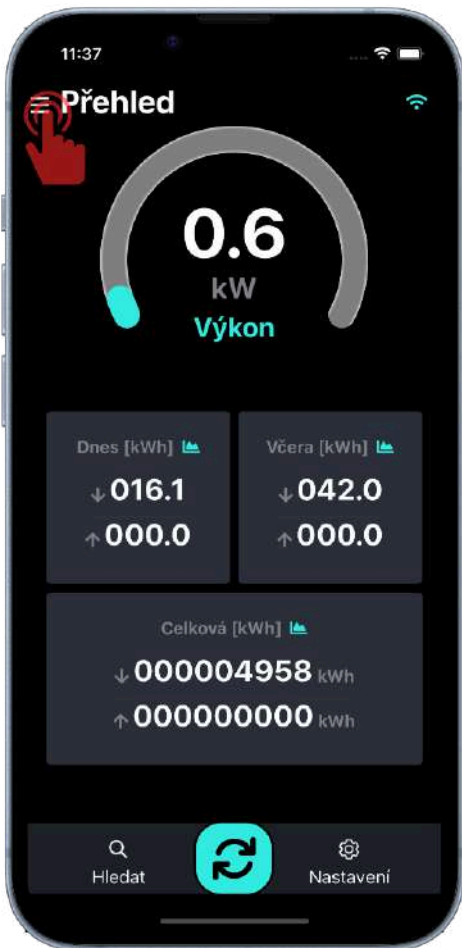 11:37
Přehled
0.6
kW
Výkon
Dnes [kWh]
Včera [kWh]
↓016.1
↓042.0
↑000.0
↑000.0
Celková [kWh]
↓000004958 kWh
↑000000000 kWh
Hledat
Nastavení